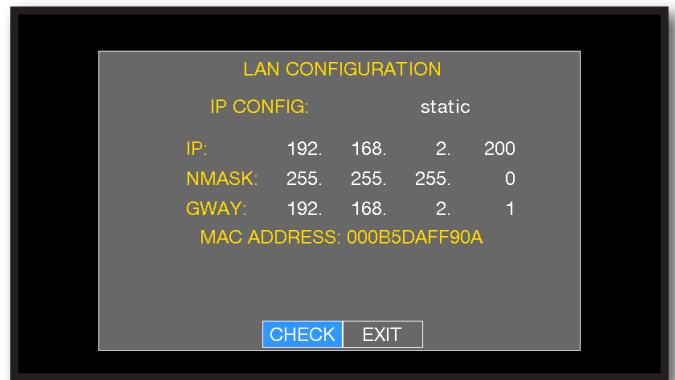 LAN CONFIGURATION
IP CONFIG: static
IP: 192. 168. 2. 200
NMASK: 255. 255. 255. 0
GWAY: 192. 168. 2. 1
MAC ADDRESS: 000B5DAFF90A
CHECK EXIT